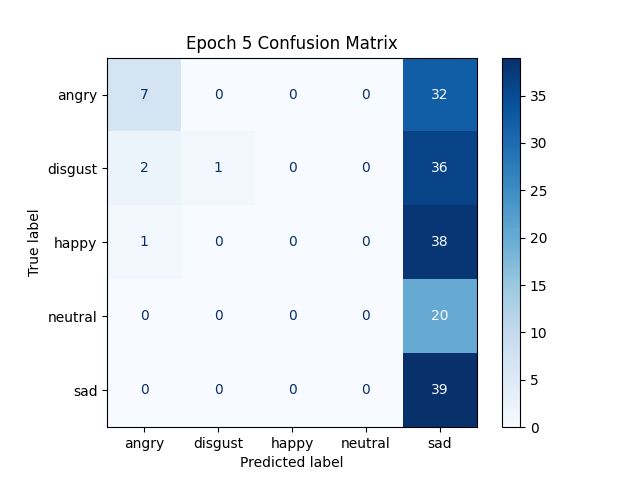 Epoch 5 Confusion Matrix
True label
angry 7 0 0 0 32
disgust 2 1 0 0 36
happy 1 0 0 0 38
neutral 0 0 0 0 20
sad 0 0 0 0 39
angry disgust happy neutral sad
Predicted label
35
30
25
20
15
10
5
0